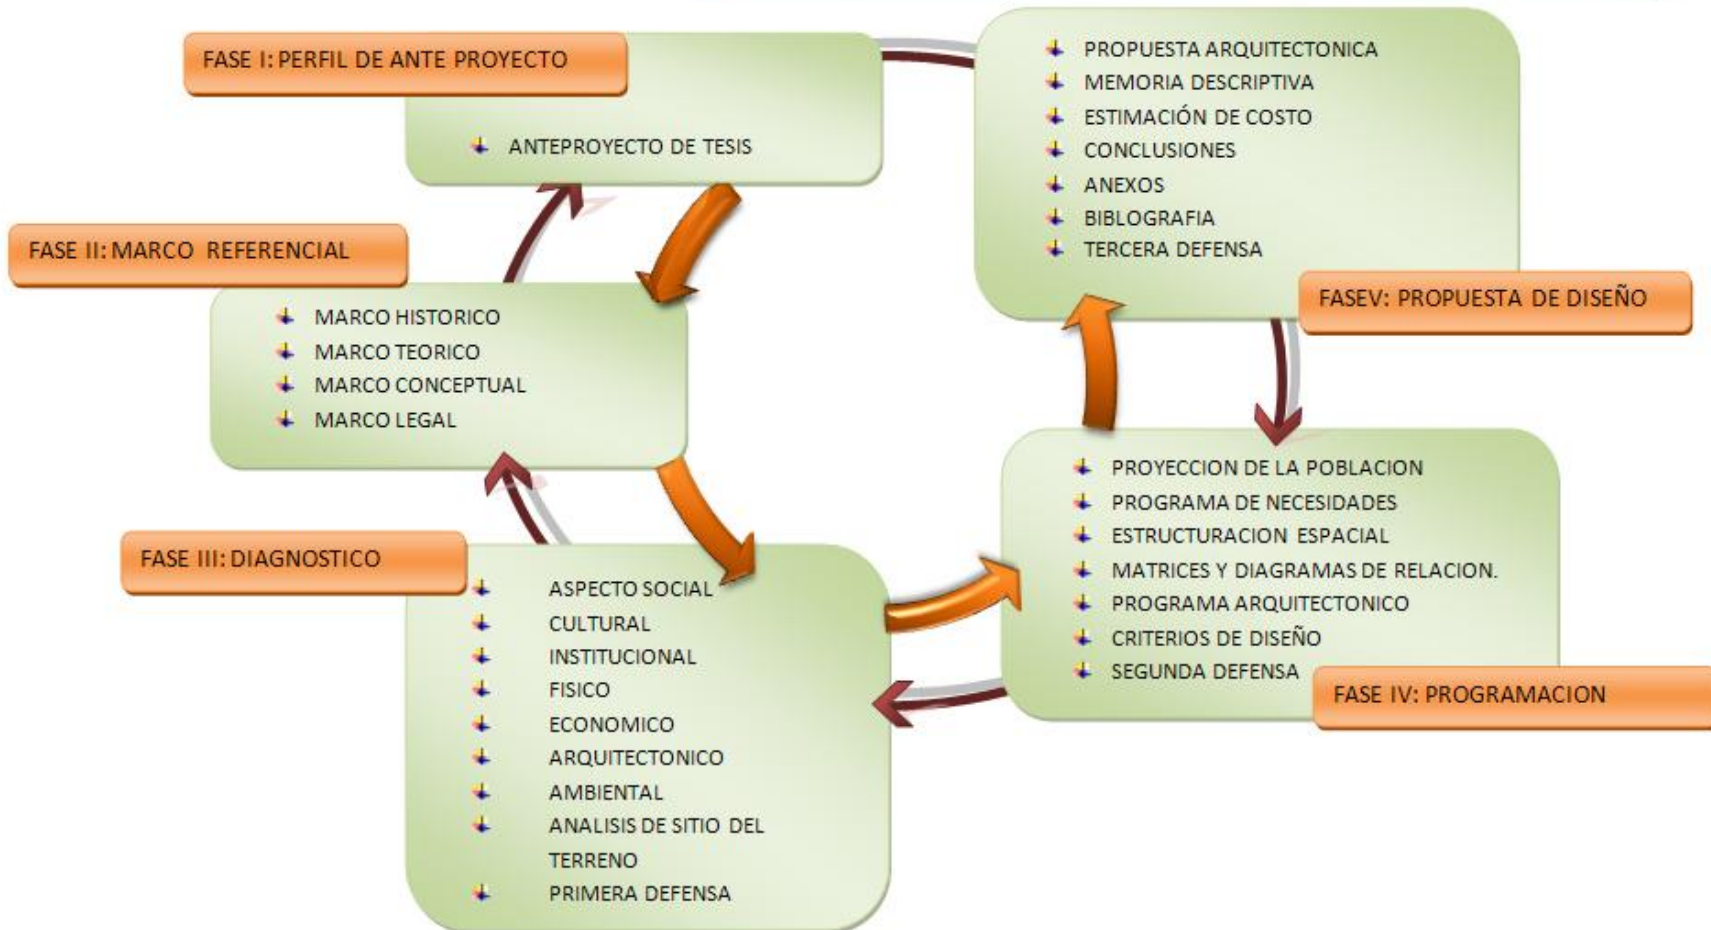 FASE I: PERFIL DE ANTE PROYECTO
ANTEPROYECTO DE TESIS
FASE II: MARCO REFERENCIAL
MARCO HISTORICO
MARCO TEORICO
MARCO CONCEPTUAL
MARCO LEGAL
FASE III: DIAGNOSTICO
ASPECTO SOCIAL
CULTURAL
INSTITUCIONAL
FISICO
ECONOMICO
ARQUITECTONICO
AMBIENTAL
ANALISIS DE SITIO DEL
TERRENO
PRIMERA DEFENSA
PROYECCION DE LA POBLACION
PROGRAMA DE NECESIDADES
ESTRUCTURACION ESPACIAL
MATRICES Y DIAGRAMAS DE RELACION.
PROGRAMA ARQUITECTONICO
CRITERIOS DE DISEÑO
SEGUNDA DEFENSA
FASE IV: PROGRAMACION
PROPUESTA ARQUITECTONICA
MEMORIA DESCRIPTIVA
ESTIMACIÓN DE COSTO
CONCLUSIONES
ANEXOS
BIBLOGRAFIA
TERCERA DEFENSA
FASEV: PROPUESTA DE DISEÑO